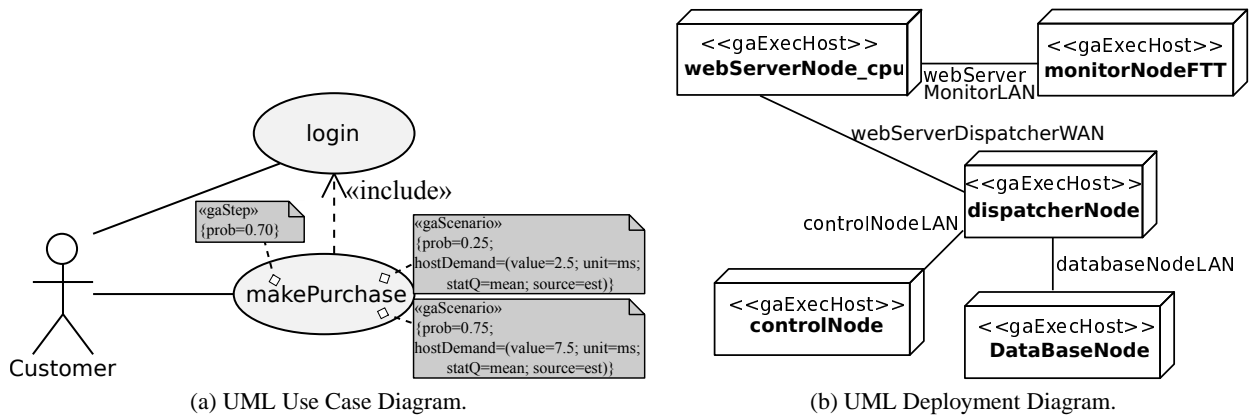 login
«include»
«gaStep»
{prob=0.70}
«gaScenario»
{prob=0.25;
hostDemand=(value=2.5; unit=ms;
statQ=mean; source=est)}
makePurchase
«gaScenario»
{prob=0.75;
hostDemand=(value=7.5; unit=ms;
statQ=mean; source=est)}
Customer
(a) UML Use Case Diagram.
<<gaExecHost>>
webServerNode_cpu
webServer
MonitorLAN
<<gaExecHost>>
monitorNodeFTT
webServerDispatcherWAN
<<gaExecHost>>
dispatcherNode
controlNodeLAN
databaseNodeLAN
<<gaExecHost>>
controlNode
<<gaExecHost>>
DataBaseNode
(b) UML Deployment Diagram.